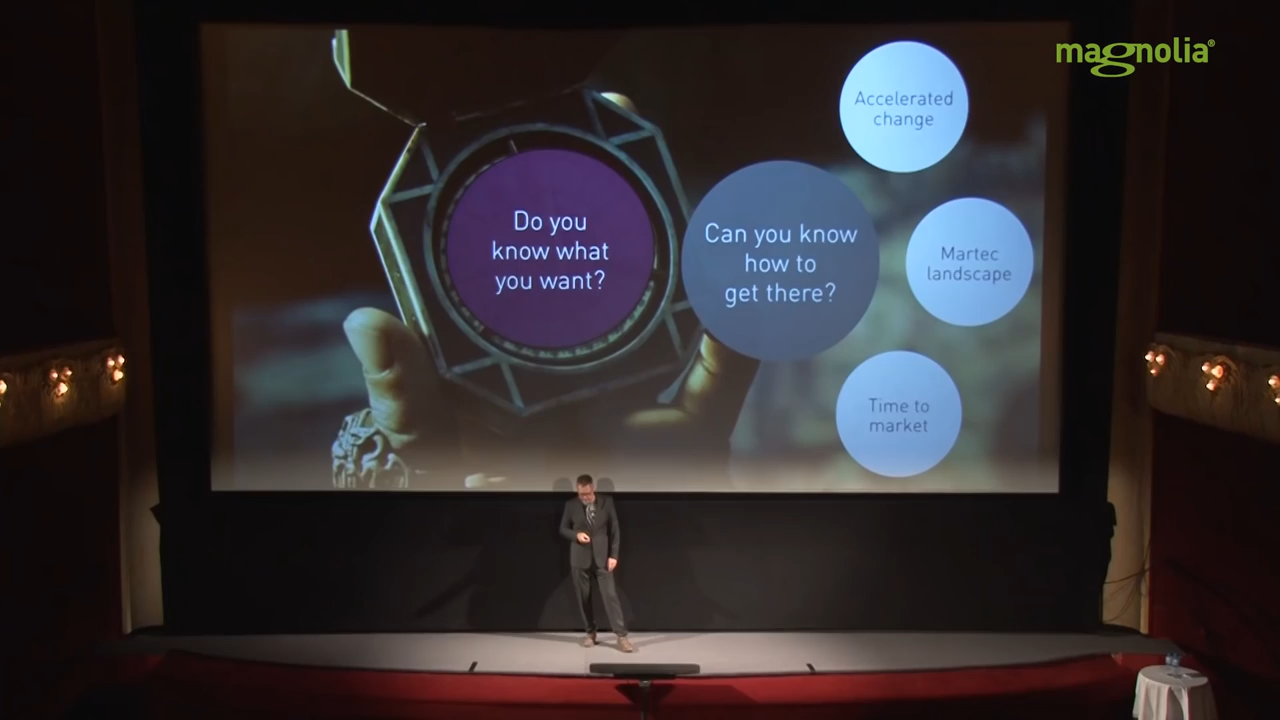 magnolia®
Do you
know what
you want?
Can you know
how to
get there?
Accelerated
change
Martec
landscape
Time to
market